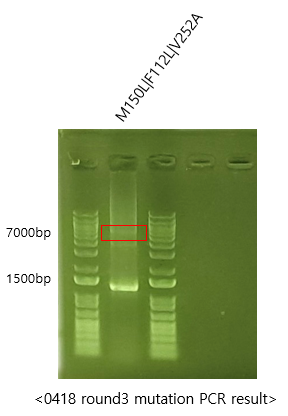 M150L|F112L|V252A
7000bp
1500bp
<0418 round3 mutation PCR result>